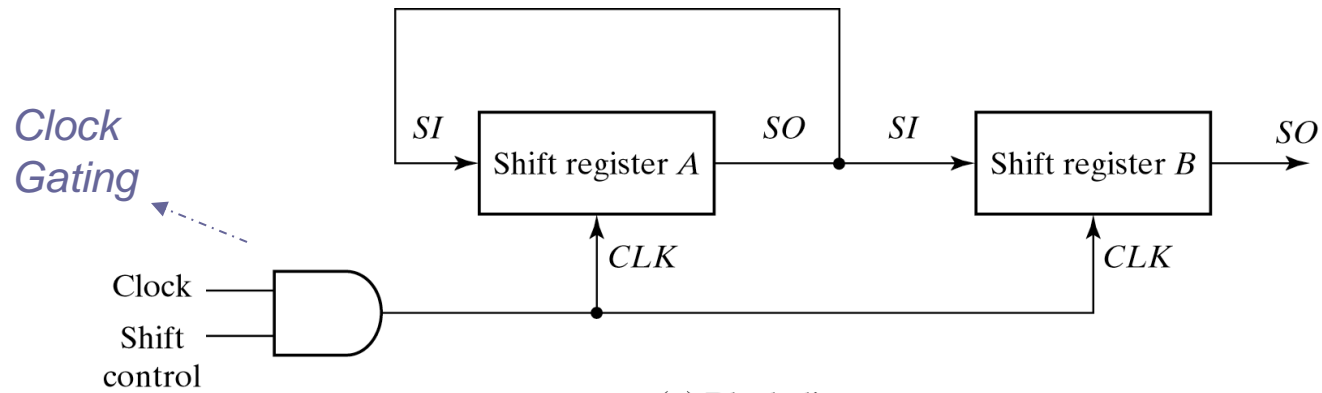 Clock
Gating
SI
Shift register A
SO
SI
Shift register B
SO
CLK
CLK
Clock
Shift
control